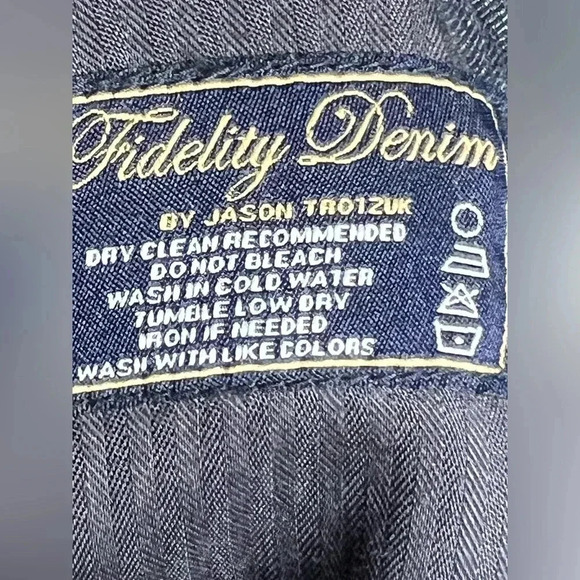 Fidelity Denim
BY JASON TROTZUK
DRY CLEAN RECOMMENDED
DO NOT BLEACH
WASH IN COLD WATER
TUMBLE LOW DRY
IRON IF NEEDED
WASH WITH LIKE COLORS